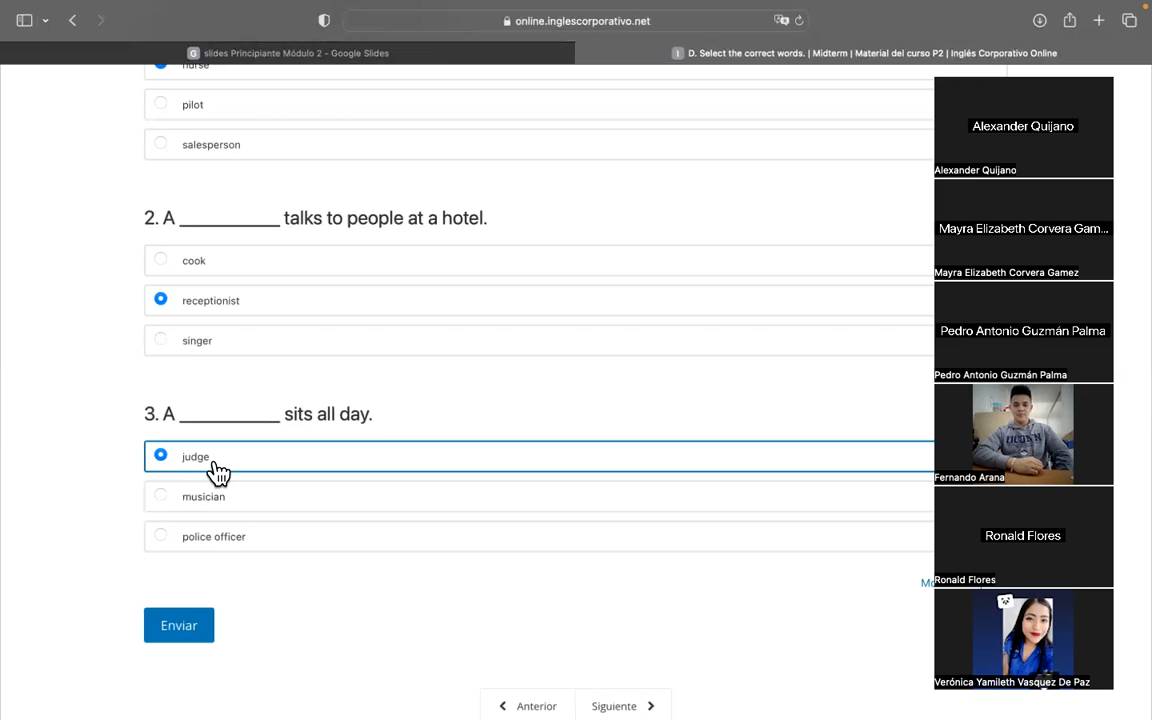 online.inglescorporativo.net
G slides Principiante Módulo 2 - Google Slides
I D. Select the correct words. | Midterm | Material del curso P2 | Inglés Corporativo Online
nurse
pilot
salesperson
2. A ____________ talks to people at a hotel.
cook
receptionist
singer
3. A ____________ sits all day.
judge
musician
police officer
Enviar
Anterior
Siguiente
Alexander Quijano
Alexander Quijano
Mayra Elizabeth Corvera Gam...
Mayra Elizabeth Corvera Gamez
Pedro Antonio Guzmán Palma
Pedro Antonio Guzmán Palma
Fernando Arana
Ronald Flores
Ronald Flores
Verónica Yamileth Vasquez De Paz